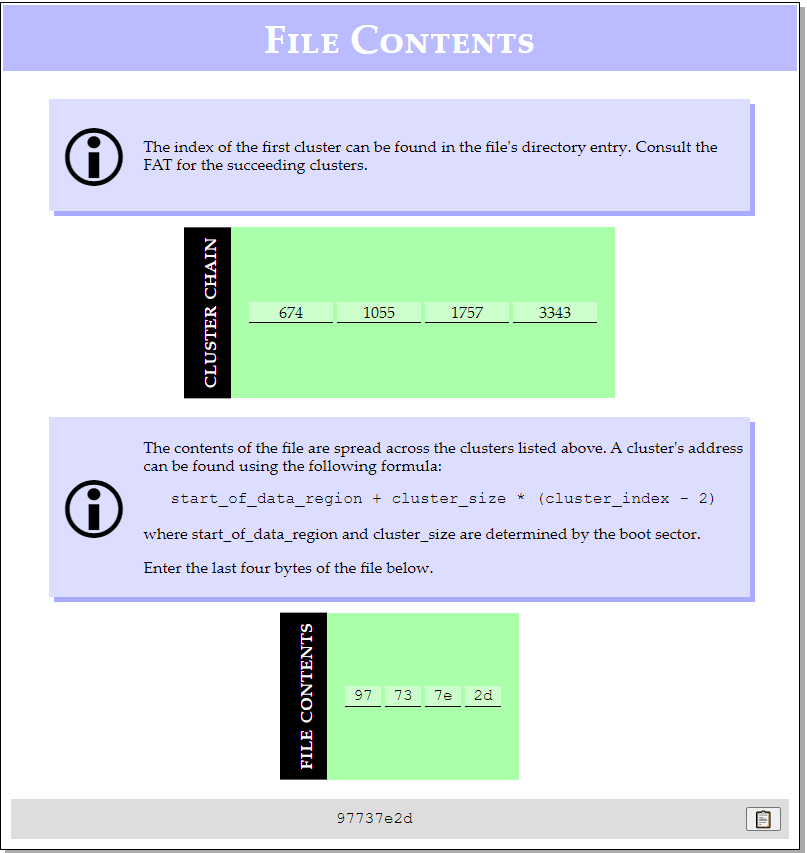 File Contents
The index of the first cluster can be found in the file's directory entry. Consult the
FAT for the succeeding clusters.
CLUSTER CHAIN
674 1055 1757 3343
The contents of the file are spread across the clusters listed above. A cluster's address
can be found using the following formula:
start_of_data_region + cluster_size * (cluster_index - 2)
where start_of_data_region and cluster_size are determined by the boot sector.
Enter the last four bytes of the file below.
FILE CONTENTS
97 73 7e 2d
97737e2d